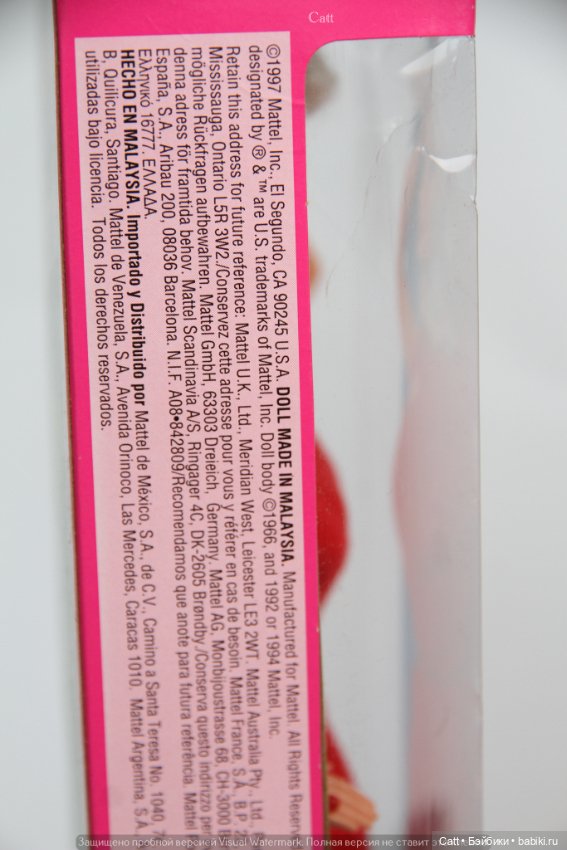 Catt
©1997 Mattel, Inc., El Segundo, CA 90245 U.S.A. DOLL MADE IN MALAYSIA. Manufactured for Mattel. All Rights
designated by ® & ™ are U.S. trademarks of Mattel, Inc. Doll body ©1966, and 1992 or 1994 Mattel, Inc.
Retain this address for future reference: Mattel U.K., Ltd., Meridian West, Leicester LE3 2WT. Mattel Australia Pty., Ltd.
Mississauga, Ontario L5R 3W2./Conservez cette adresse pour vous y référer en cas de besoin. Mattel France, S.A., B.P.
mögliche Rückfragen aufbewahren. Mattel GmbH, 63303 Dreieich, Germany. Mattel AG, Monbijoustrasse 68, CH-3000
denna adress för framtida behov. Mattel Scandinavia A/S, Ringager 4C, DK-2605 Brøndby./Conserva questo indirizzo per
España, S.A., Aribau 200, 08036 Barcelona. N.I.F. A08•842809/Recomendamos que anote para futura referência. Mattel
Ελληνικό 16777, ΕΛΛΑΔΑ.
HECHO EN MALAYSIA. Importado y Distribuido por Mattel de México, S.A. de C.V., Camino a Santa Teresa No. 1040,
B, Quilicura, Santiago. Mattel de Venezuela, S.A., Avenida Orinoco, Las Mercedes, Caracas 1010. Mattel Argentina, S.A.,
utilizadas bajo licencia. Todos los derechos reservados.
Защищено пробной версией Visual Watermark. Полная версия не ставит
Catt • Бэйбики • babiki.ru